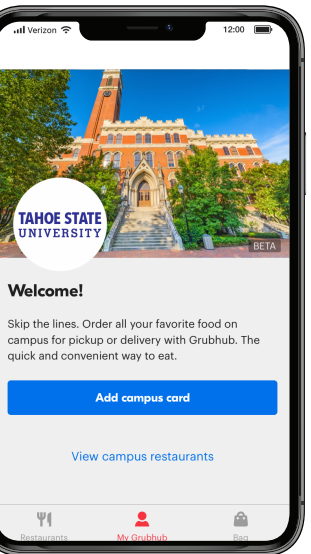 Verizon 12:00
TAHOE STATE
UNIVERSITY
BETA
Welcome!
Skip the lines. Order all your favorite food on
campus for pickup or delivery with Grubhub. The
quick and convenient way to eat.
Add campus card
View campus restaurants
Restaurants My Grubhub Bag